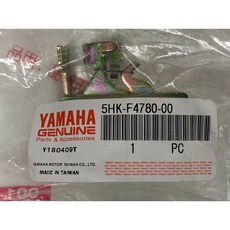 YAMAHA
GENUINE
Parts & Accessories
Y180409T
YAMAHA MOTOR TAIWAN CO., LTD.
MADE IN TAIWAN
5HK-F4780-00
1 PC